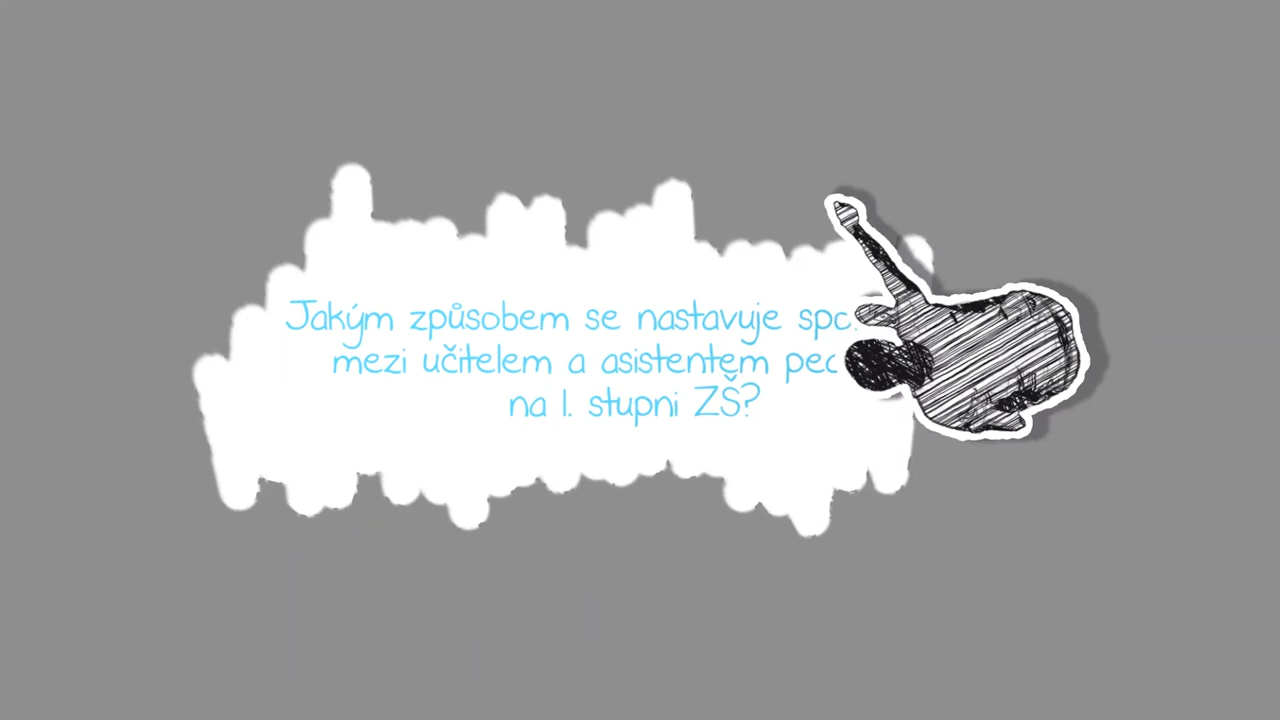 Jakým způsobem se nastavuje
mezi učitelem a asistentem
na 1. stupni ZŠ?